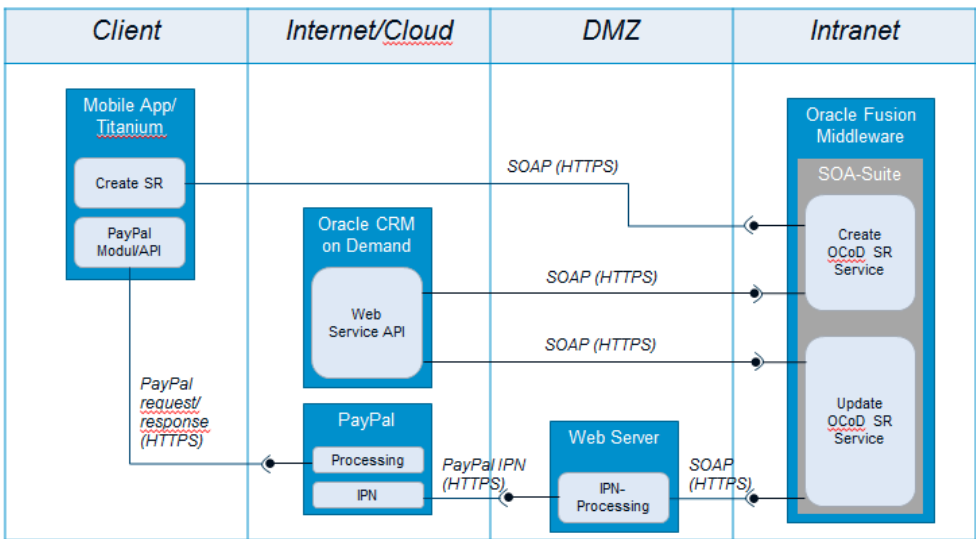 Client
Internet/Cloud
DMZ
Intranet
Mobile App/
Titanium
Create SR
PayPal
Modul/API
SOAP (HTTPS)
Oracle Fusion
Middleware
SOA-Suite
Create
OCoD SR
Service
Oracle CRM
on Demand
Web
Service API
SOAP (HTTPS)
SOAP (HTTPS)
PayPal
request/
response
(HTTPS)
PayPal
Processing
IPN
PayPal IPN
(HTTPS)
Web Server
IPN-
Processing
SOAP
(HTTPS)
Update
OCoD SR
Service